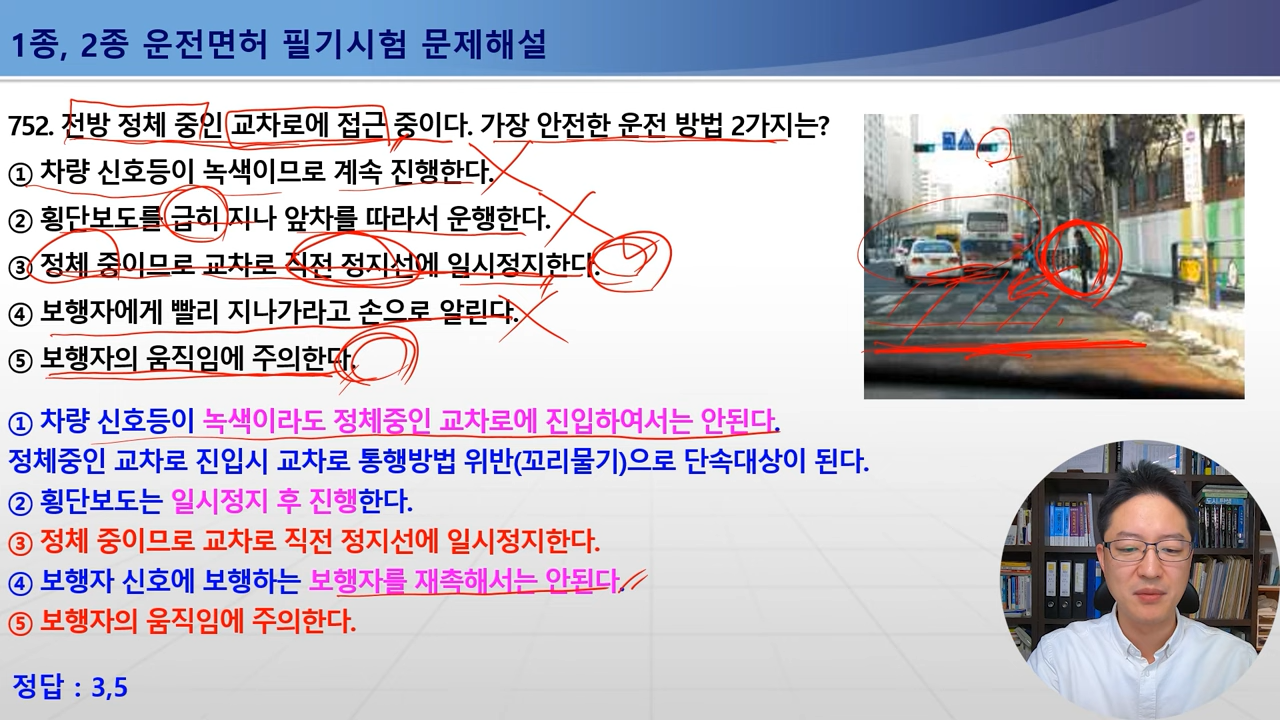 1종, 2종 운전면허 필기시험 문제해설
752. 전방 정체 중인 교차로에 접근 중이다. 가장 안전한 운전 방법 2가지는?
① 차량 신호등이 녹색이므로 계속 진행한다.
② 횡단보도를 급히 지나 앞차를 따라서 운행한다.
③ 정체 중이므로 교차로 직전 정지선에 일시정지한다.
④ 보행자에게 빨리 지나가라고 손으로 알린다.
⑤ 보행자의 움직임에 주의한다.
① 차량 신호등이 녹색이라도 정체중인 교차로에 진입하여서는 안된다.
정체중인 교차로 진입시 교차로 통행방법 위반(꼬리물기)으로 단속대상이 된다.
② 횡단보도는 일시정지 후 진행한다.
③ 정체 중이므로 교차로 직전 정지선에 일시정지한다.
④ 보행자 신호에 보행하는 보행자를 재촉해서는 안된다.
⑤ 보행자의 움직임에 주의한다.
정답 : 3,5